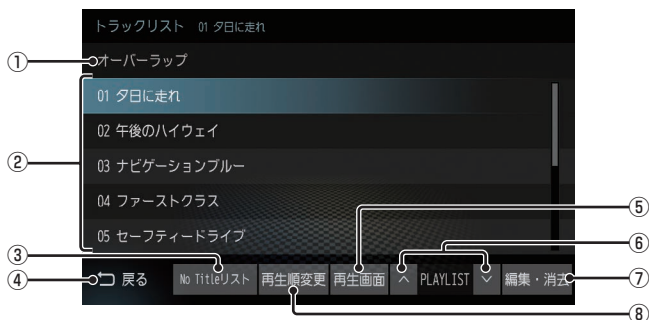 トラックリスト 01 夕日に走れ
① オーバーラップ
01 夕日に走れ
02 午後のハイウェイ
② 03 ナビゲーションブルー
04 ファーストクラス
⑤
05 セーフティードライブ
③ ⑥
④ 戻る No Titleリスト 再生順変更 再生画面 PLAYLIST 編集・消去 ⑦
⑧